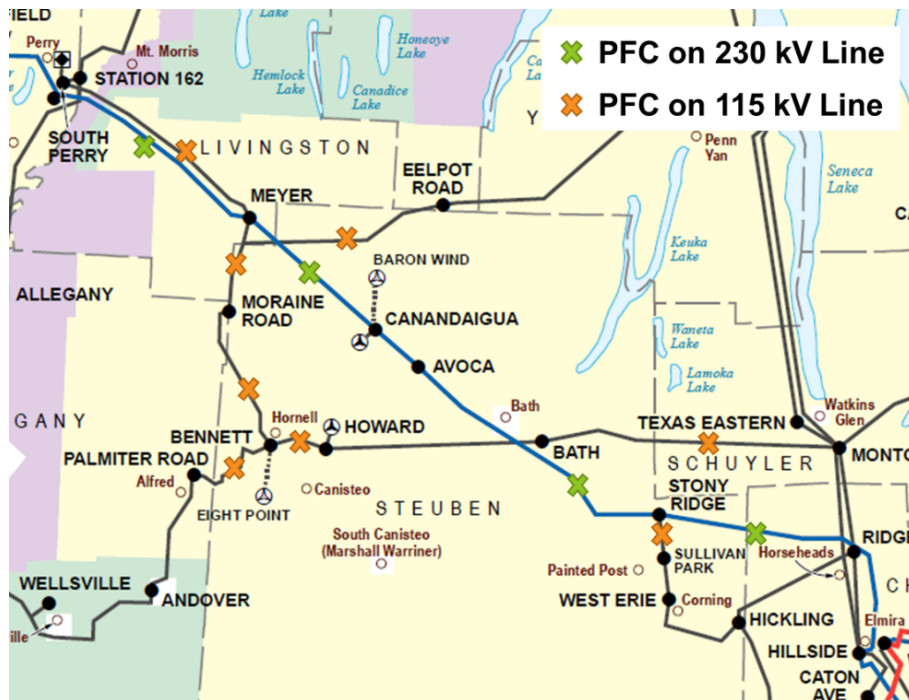 FIELD
Perry
Mt. Morris
STATION 162
SOUTH
PERRY
Hemlock
Lake
Honeoye
Lake
Canadice
Lake
PFC on 230 kV Line
PFC on 115 kV Line
LIVINGSTON
Y
Penn
Yan
Seneca
Lake
EELPOT
ROAD
MEYER
Keuka
Lake
BARON WIND
ALLEGANY
MORAINE
ROAD
CANANDAIGUA
AVOCA
Waneta
Lake
Lamoka
Lake
GANY
Hornell
Bath
Watkins
Glen
BENNETT
HOWARD
TEXAS EASTERN
PALMITER ROAD
BATH
MONTO
SCHUYLER
Alfred
Canisteo
STEUBEN
STONY
RIDGE
EIGHT POINT
South Canisteo
(Marshall Warriner)
RIDGE
Horseheads
SULLIVAN
PARK
Painted Post
WELLSVILLE
ANDOVER
WEST ERIE
Corning
CH
ville
HICKLING
Elmira
HILLSIDE
CATON
AVE